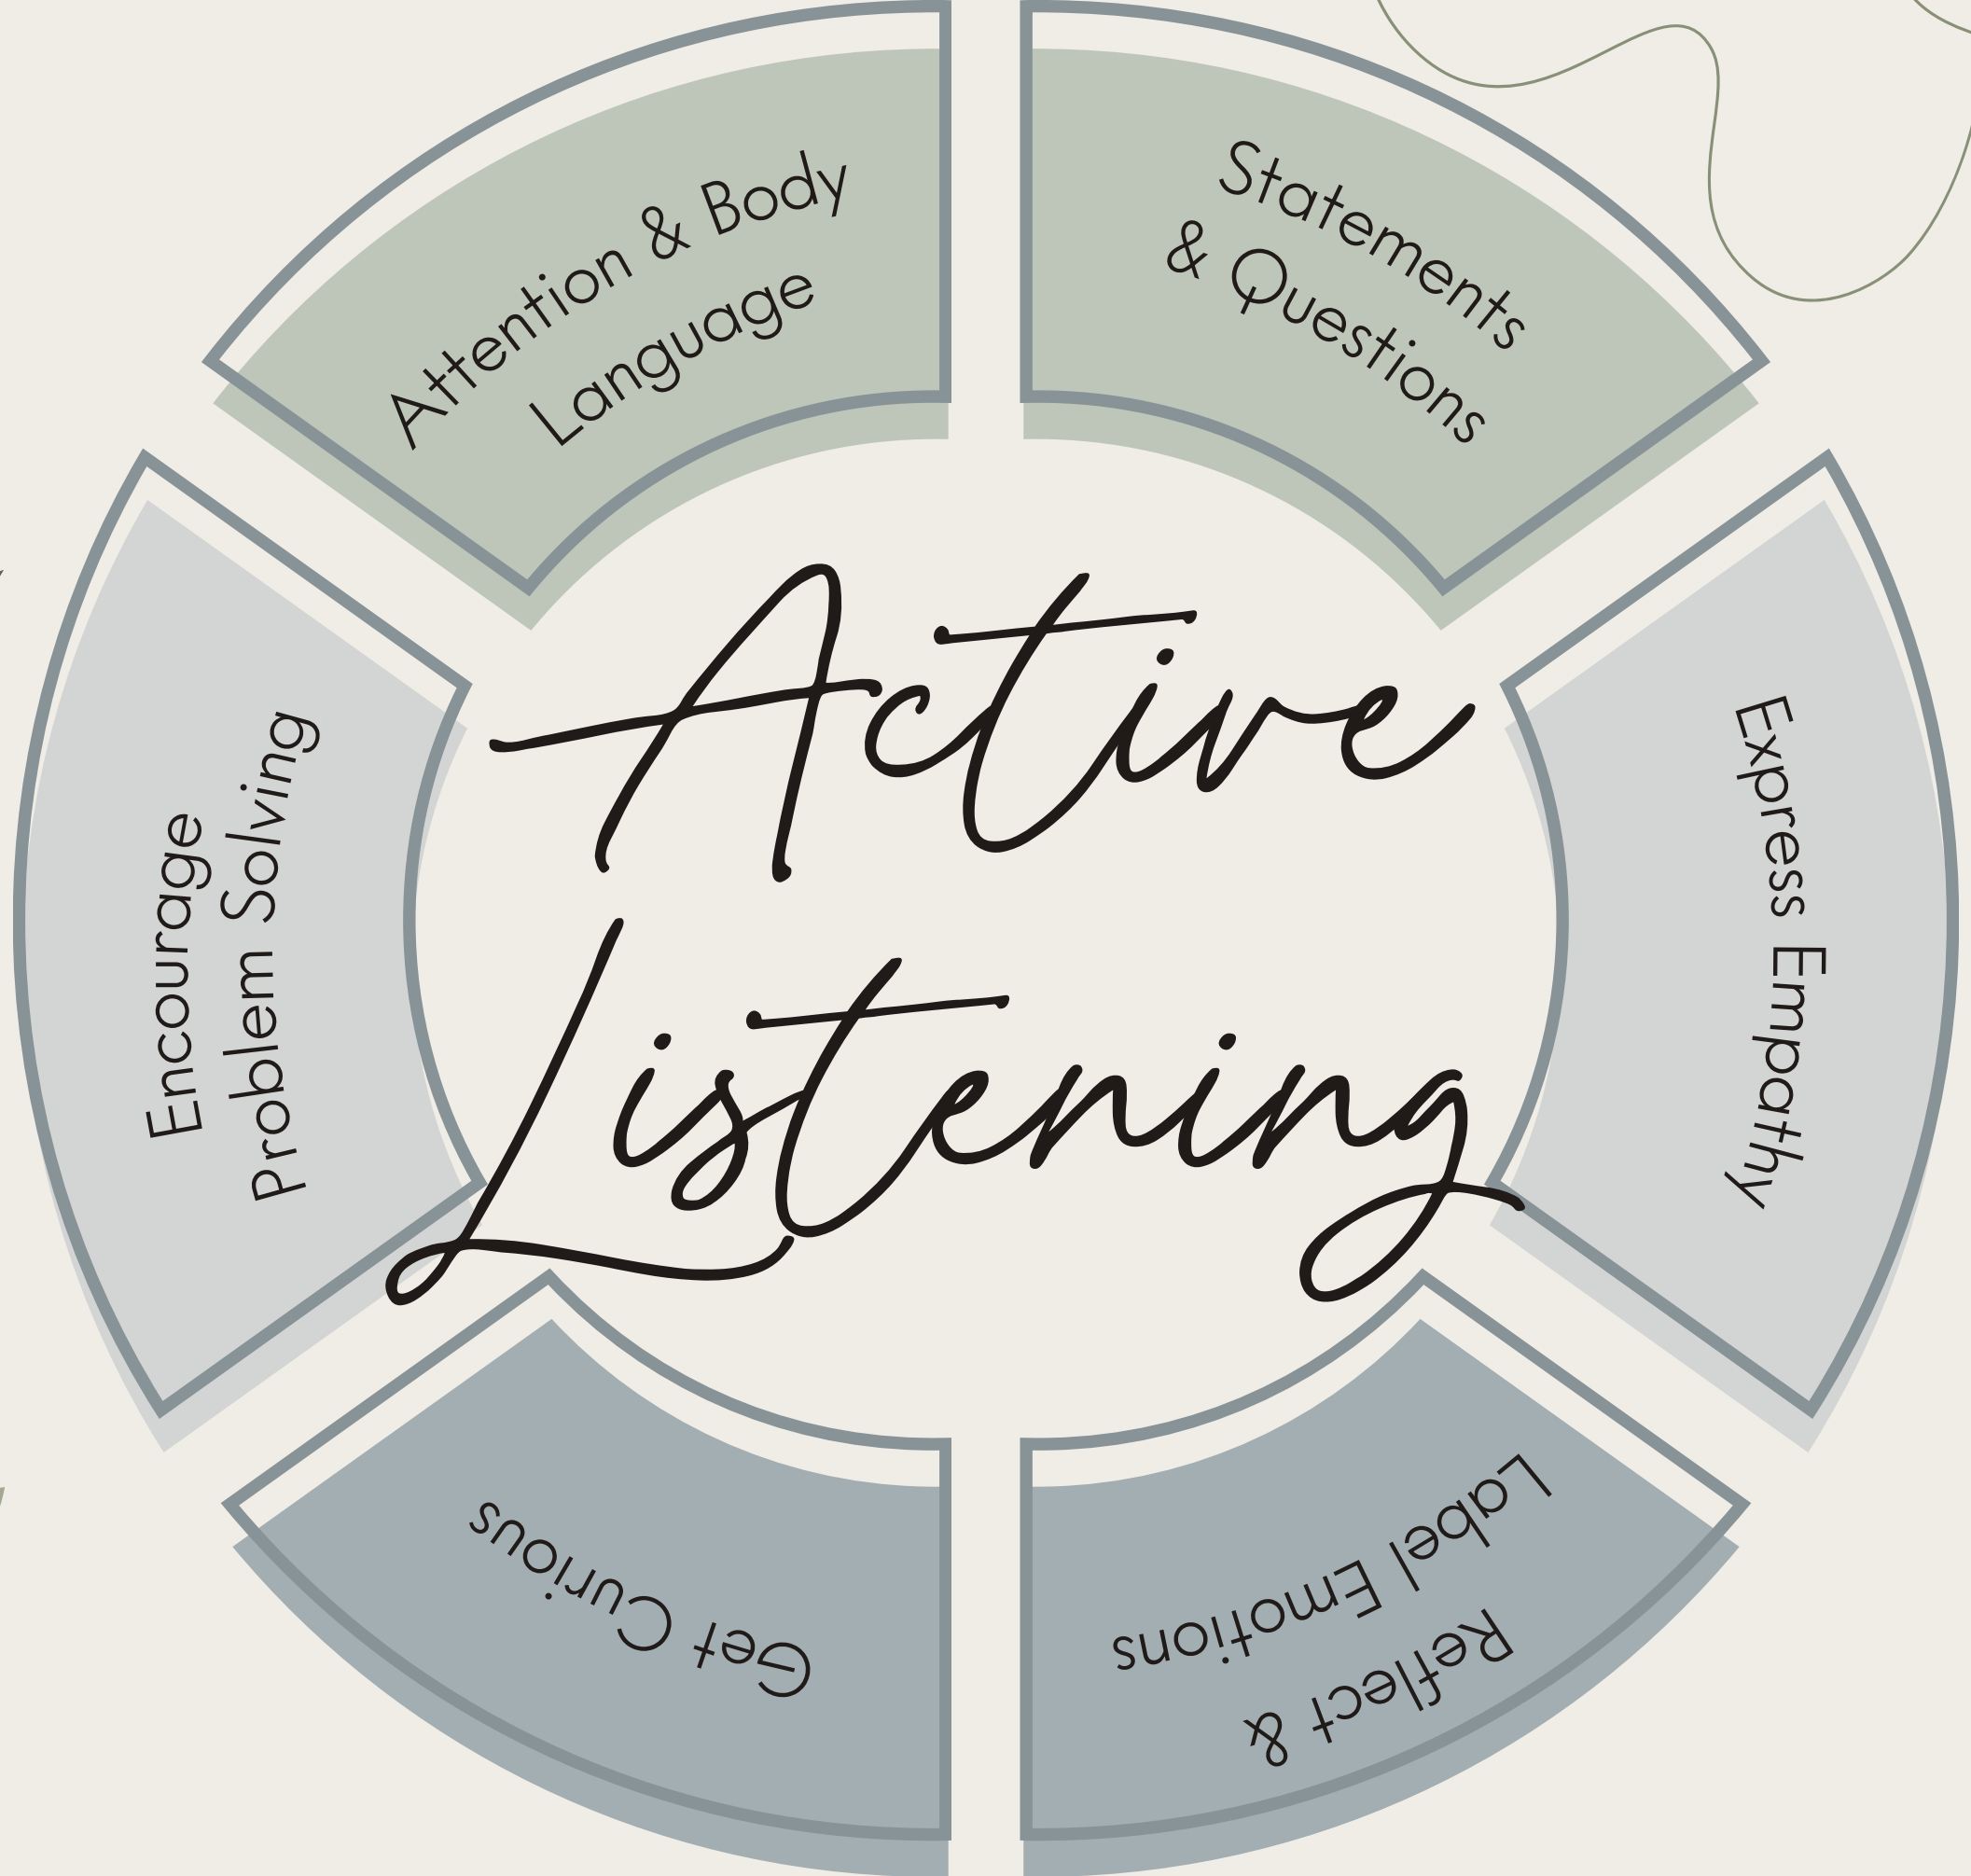 Attention & Body
Language
Statements
& Questions
Express Empathy
Reflect &
Label Emotions
Get Curious
Encourage
Problem Solving
Active
Listening